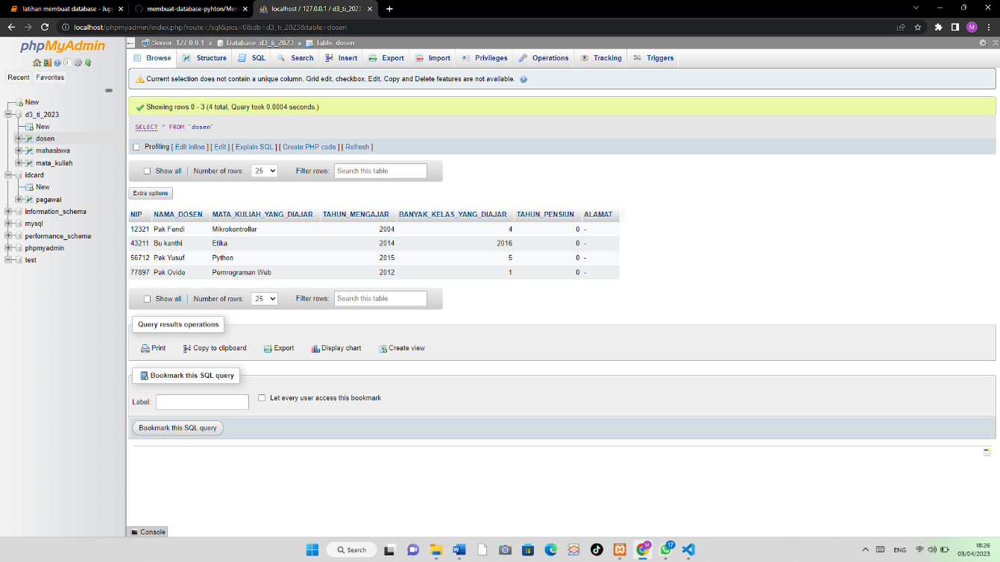 latihan membuat database - Jup
membuat-database-pyhton/Mem
localhost / 127.0.0.1 / d3_ti_2023
localhost/phpmyadmin/index.php?route=/sql&pos=0&db=d3_ti_2023&table=dosen
M
phpMyAdmin
Recent Favorites
New
d3_ti_2023
New
dosen
mahasiswa
mata_kuliah
idcard
New
pegawai
information_schema
mysql
performance_schema
phpmyadmin
test
Server: 127.0.0.1 » Database: d3_ti_2023 » Table: dosen
Browse Structure SQL Search Insert Export Import Privileges Operations Tracking Triggers
Current selection does not contain a unique column. Grid edit, checkbox, Edit, Copy and Delete features are not available.
Showing rows 0 - 3 (4 total, Query took 0.0004 seconds.)
SELECT * FROM `dosen`
Profiling [ Edit inline ] [ Edit ] [ Explain SQL ] [ Create PHP code ] [ Refresh ]
Show all Number of rows: 25 Filter rows: Search this table
Extra options
NIP NAMA_DOSEN MATA_KULIAH_YANG_DIAJAR TAHUN_MENGAJAR BANYAK_KELAS_YANG_DIAJAR TAHUN_PENSIUN ALAMAT
12321 Pak Fendi Mikrokontroller 2004 4 0 -
43211 Bu kanthi Etika 2014 2016 0 -
56712 Pak Yusuf Python 2015 5 0 -
77897 Pak Ovide Pemrograman Web 2012 1 0 -
Show all Number of rows: 25 Filter rows: Search this table
Query results operations
Print Copy to clipboard Export Display chart Create view
Bookmark this SQL query
Label: Let every user access this bookmark
Bookmark this SQL query
Console
Search
M
17
ENG
18:26
03/04/2023